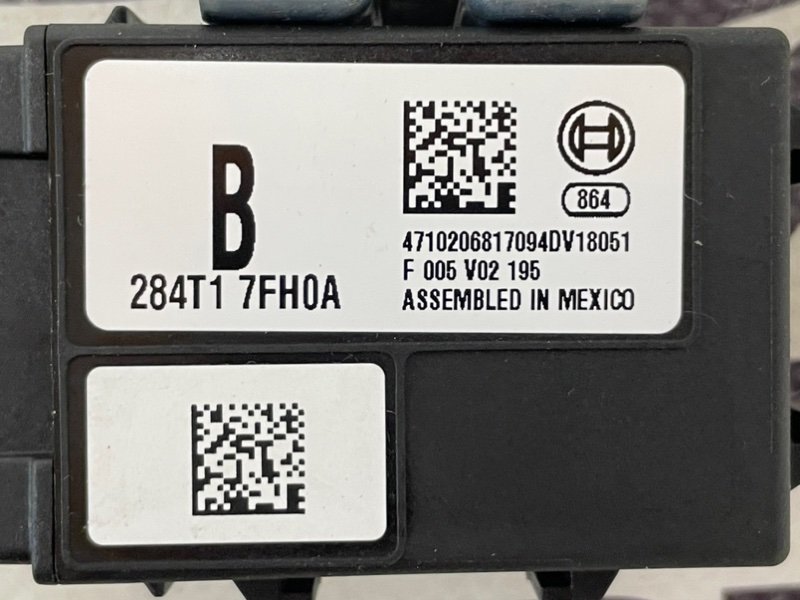 B
284T1 7FH0A
864
4710206817094DV18051
F 005 V02 195
ASSEMBLED IN MEXICO